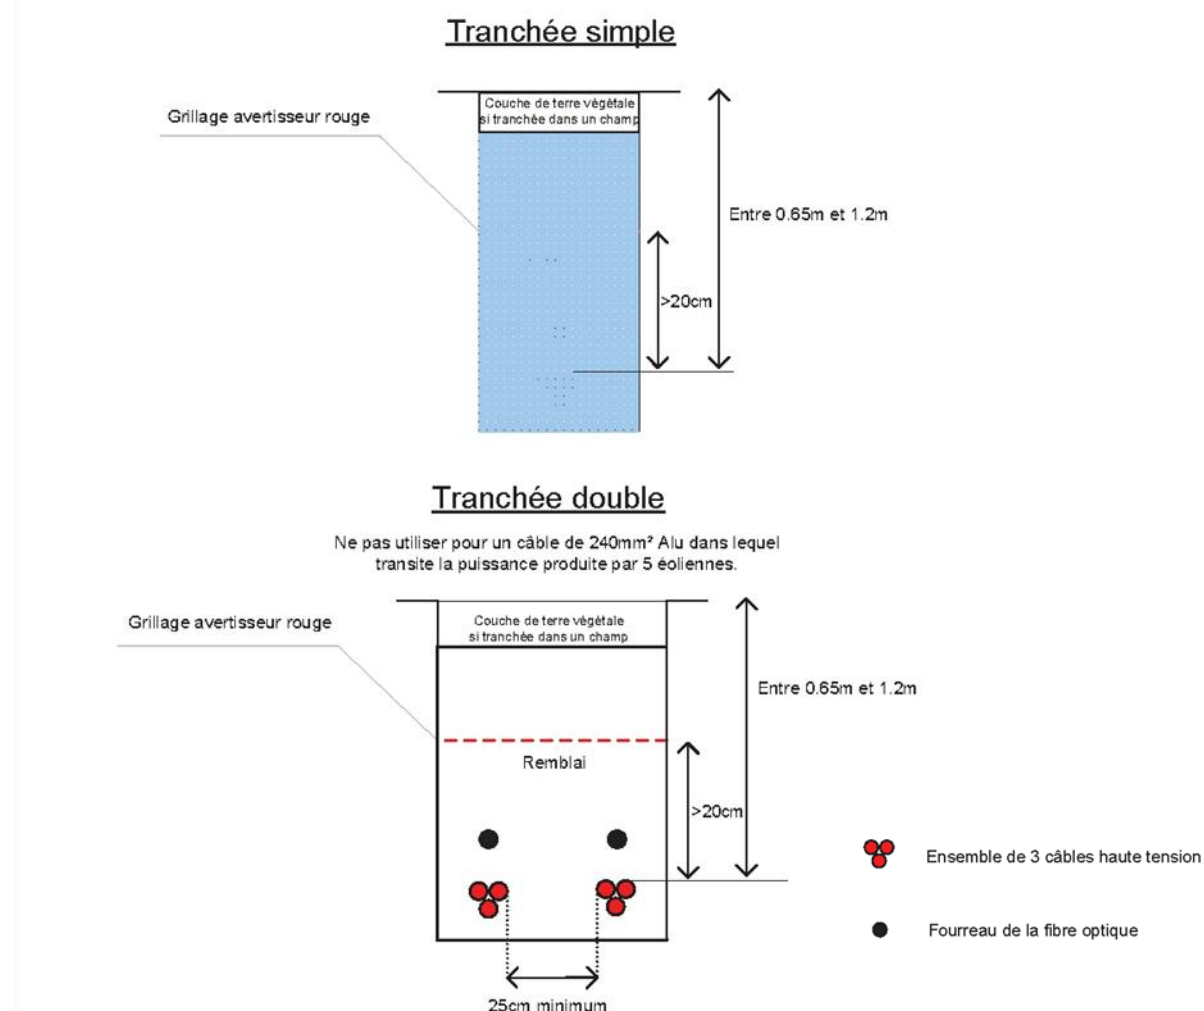 Tranchée simple
Couche de terre végétale
si tranchée dans un champ
Grillage avertisseur rouge
Entre 0.65m et 1.2m
>20cm
Tranchée double
Ne pas utiliser pour un câble de 240mm² Alu dans lequel
transite la puissance produite par 5 éoliennes.
Couche de terre végétale
si tranchée dans un champ
Grillage avertisseur rouge
Entre 0.65m et 1.2m
Remblai
>20cm
Ensemble de 3 câbles haute tension
Fourreau de la fibre optique
25cm minimum